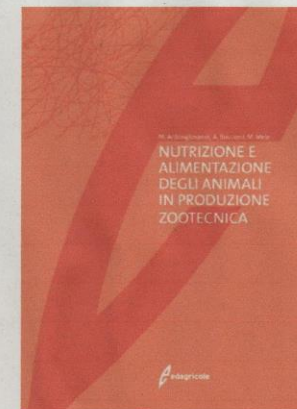 NUTRIZIONE E
ALIMENTAZIONE
DEGLI ANIMALI
IN PRODUZIONE
ZOOTECNICA
edagricole